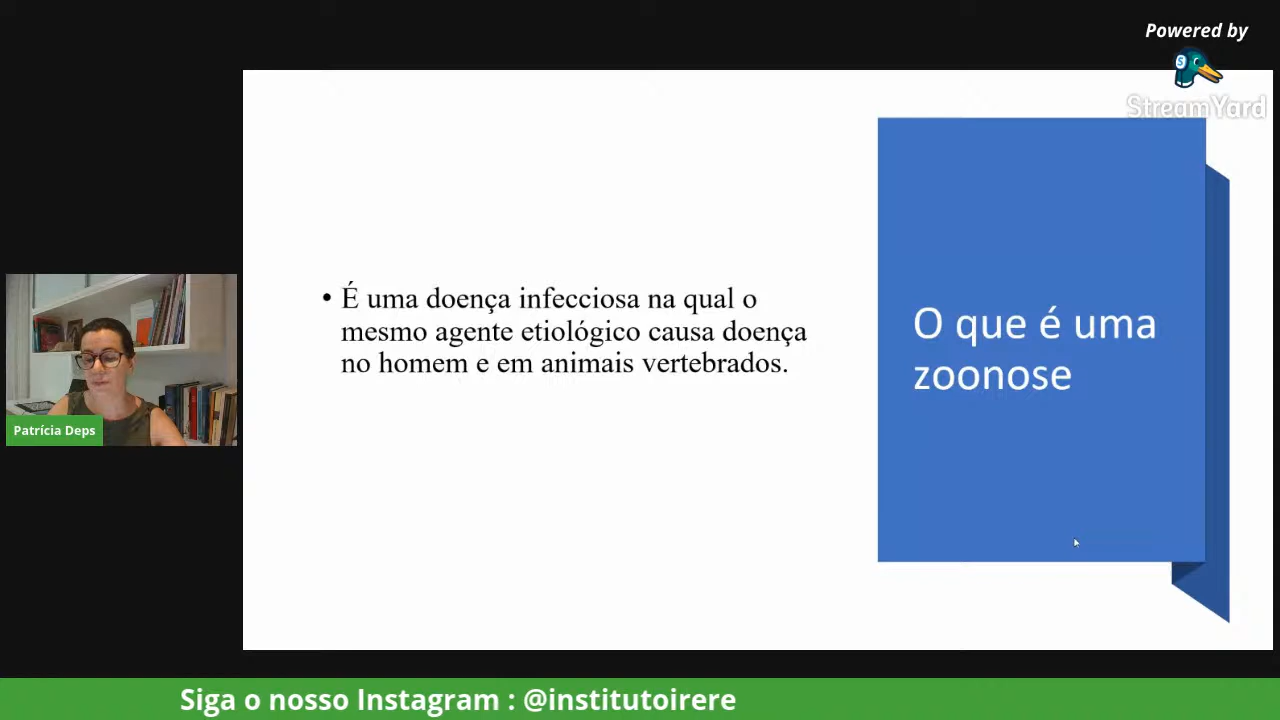 Powered by
StreamYard
• É uma doença infecciosa na qual o
mesmo agente etiológico causa doença
no homem e em animais vertebrados.
O que é uma
zoonose
Patrícia Deps
Siga o nosso Instagram : @institutoirere